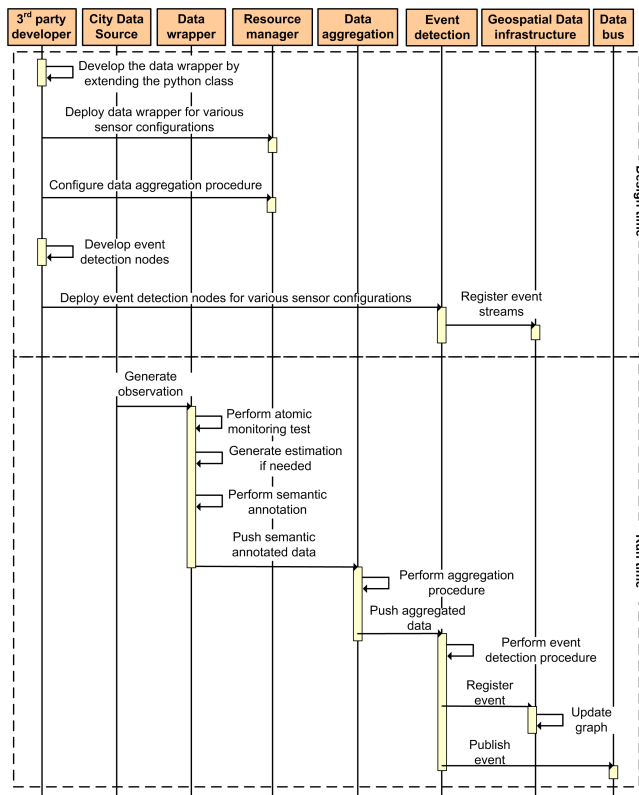 3rd party
developer
City Data
Source
Data
wrapper
Resource
manager
Data
aggregation
Event
detection
Geospatial Data
infrastructure
Data
bus
Develop the data wrapper by
extending the python class
Deploy data wrapper for various
sensor configurations
Configure data aggregation procedure
Develop event
detection nodes
Deploy event detection nodes for various sensor configurations
Register event
streams
Design time
Generate
observation
Perform atomic
monitoring test
Generate estimation
if needed
Perform semantic
annotation
Push semantic
annotated data
Perform aggregation
procedure
Push aggregated
data
Perform event
detection procedure
Register
event
Update
graph
Publish
event
Run time